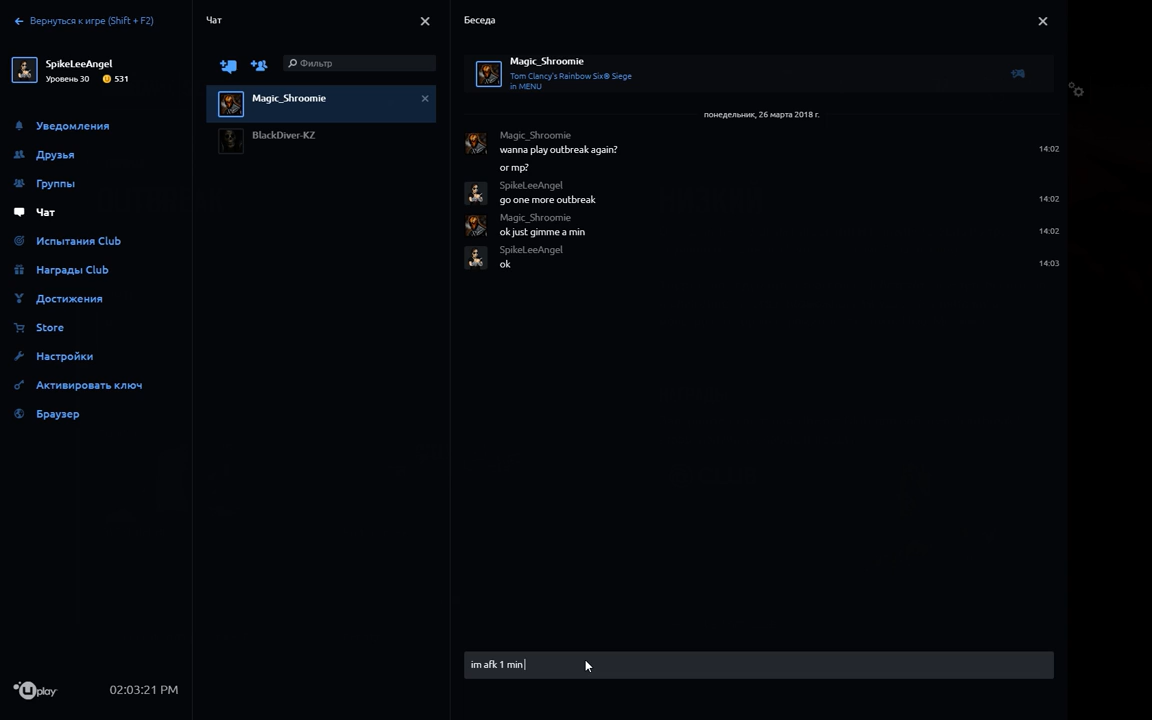 Вернуться к игре (Shift + F2)
SpikeLeeAngel
Уровень 30 531
Уведомления
Друзья
Группы
Чат
Испытания Club
Награды Club
Достижения
Store
Настройки
Активировать ключ
Браузер
uplay 02:03:21 PM
Чат
Фильтр
Magic_Shroomie
BlackDiver-KZ
Беседа
Magic_Shroomie
Tom Clancy's Rainbow Six® Siege
in MENU
понедельник, 26 марта 2018 г.
Magic_Shroomie
wanna play outbreak again? 14:02
or mp?
SpikeLeeAngel
go one more outbreak 14:02
Magic_Shroomie
ok just gimme a min 14:02
SpikeLeeAngel
ok 14:03
im afk 1 min